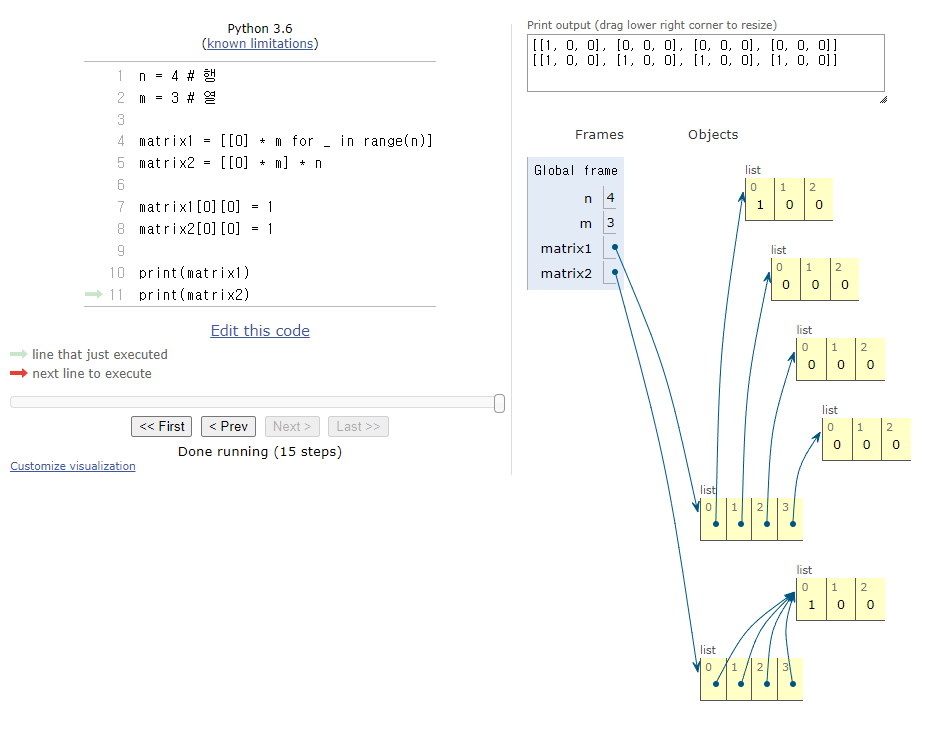 Python 3.6
(known limitations)
1 n = 4 # 행
2 m = 3 # 열
3
4 matrix1 = [[0] * m for _ in range(n)]
5 matrix2 = [[0] * m] * n
6
7 matrix1[0][0] = 1
8 matrix2[0][0] = 1
9
10 print(matrix1)
11 print(matrix2)
Edit this code
line that just executed
next line to execute
<< First < Prev Next > Last >>
Done running (15 steps)
Customize visualization
Print output (drag lower right corner to resize)
[[1, 0, 0], [0, 0, 0], [0, 0, 0], [0, 0, 0]]
[[1, 0, 0], [1, 0, 0], [1, 0, 0], [1, 0, 0]]
Frames Objects
Global frame
n 4
m 3
matrix1
matrix2
list
0 1 2
1 0 0
list
0 1 2
0 0 0
list
0 1 2
0 0 0
list
0 1 2
0 0 0
list
0 1 2 3
list
0 1 2
1 0 0
list
0 1 2 3